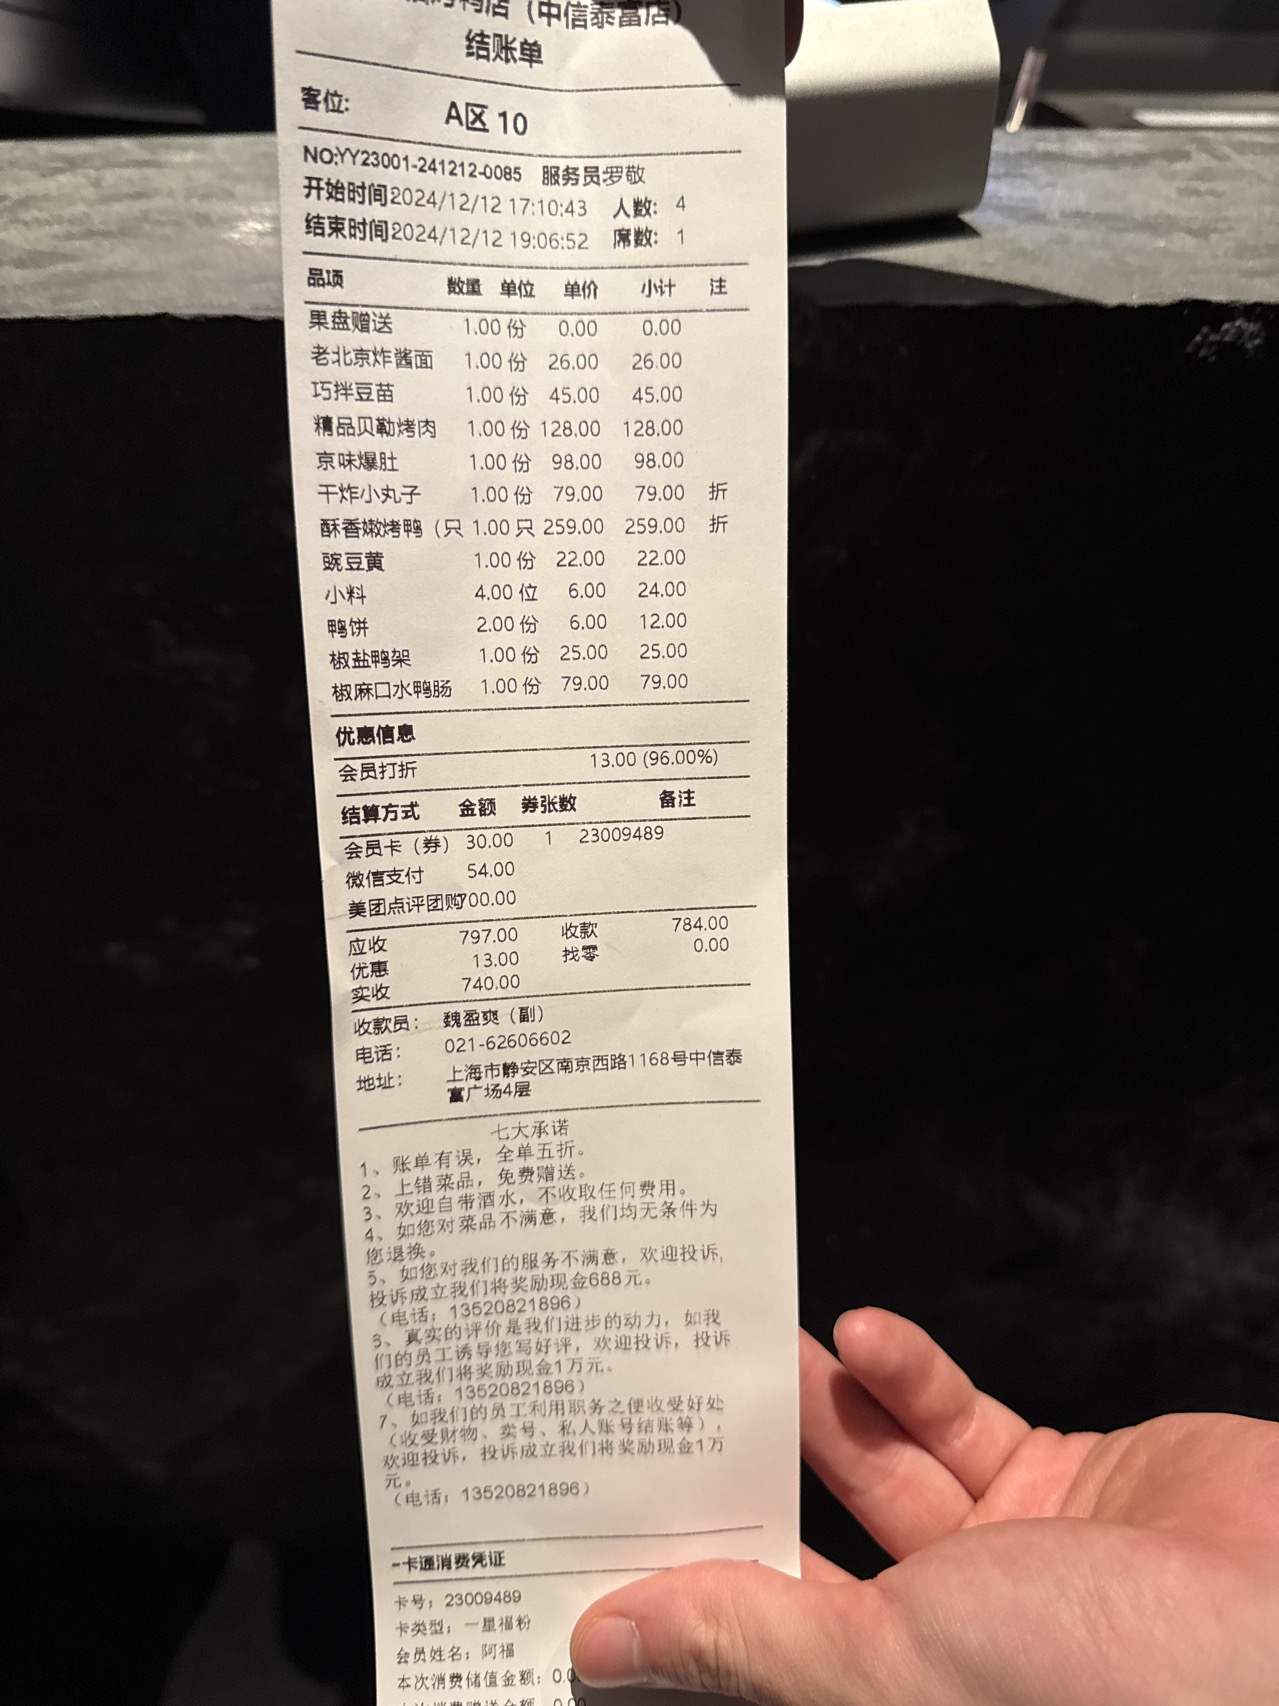 烤鸭店（中信泰富店）
结账单
客位: A区 10
NO:YY23001-241212-0085 服务员:罗敬
开始时间2024/12/12 17:10:43 人数: 4
结束时间2024/12/12 19:06:52 席数: 1
品项 数量 单位 单价 小计 注
果盘赠送 1.00 份 0.00 0.00
老北京炸酱面 1.00 份 26.00 26.00
巧拌豆苗 1.00 份 45.00 45.00
精品贝勒烤肉 1.00 份 128.00 128.00
京味爆肚 1.00 份 98.00 98.00
干炸小丸子 1.00 份 79.00 79.00 折
酥香嫩烤鸭（只 1.00 只 259.00 259.00 折
豌豆黄 1.00 份 22.00 22.00
小料 4.00 位 6.00 24.00
鸭饼 2.00 份 6.00 12.00
椒盐鸭架 1.00 份 25.00 25.00
椒麻口水鸭肠 1.00 份 79.00 79.00
优惠信息
会员打折 13.00 (96.00%)
结算方式 金额 券张数 备注
会员卡（券） 30.00 1 23009489
微信支付 54.00
美团点评团购700.00
应收 797.00 收款 784.00
优惠 13.00 找零 0.00
实收 740.00
收款员: 魏盈爽（副）
电话: 021-62606602
地址: 上海市静安区南京西路1168号中信泰
富广场4层
七大承诺
1、账单有误，全单五折。
2、上错菜品，免费赠送。
3、欢迎自带酒水，不收取任何费用。
4、如您对菜品不满意，我们均无条件为
您退换。
5、如您对我们的服务不满意，欢迎投诉,
投诉成立我们将奖励现金688元。
（电话：13520821896）
6、真实的评价是我们进步的动力，如我
们的员工诱导您写好评，欢迎投诉，投诉
成立我们将奖励现金1万元。
（电话：13520821896）
7、如我们的员工利用职务之便收受好处
（收受财物、卖号、私人账号结账等），
欢迎投诉，投诉成立我们将奖励现金1万
元。
（电话：13520821896）
一卡通消费凭证
卡号：23009489
卡类型：一星福粉
会员姓名：阿福
本次消费储值金额：0.0
本次消费赠送金额：0.00